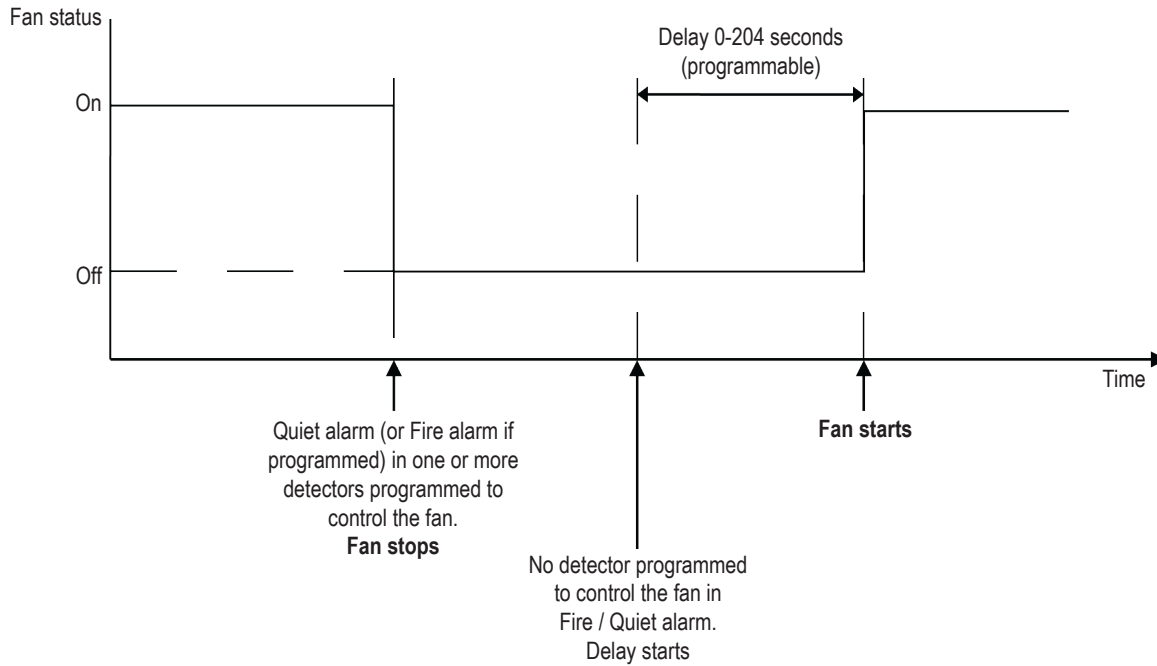 Fan status
Delay 0-204 seconds
(programmable)
On
Off
Time
Quiet alarm (or Fire alarm if
programmed) in one or more
detectors programmed to
control the fan.
Fan stops
Fan starts
No detector programmed
to control the fan in
Fire / Quiet alarm.
Delay starts